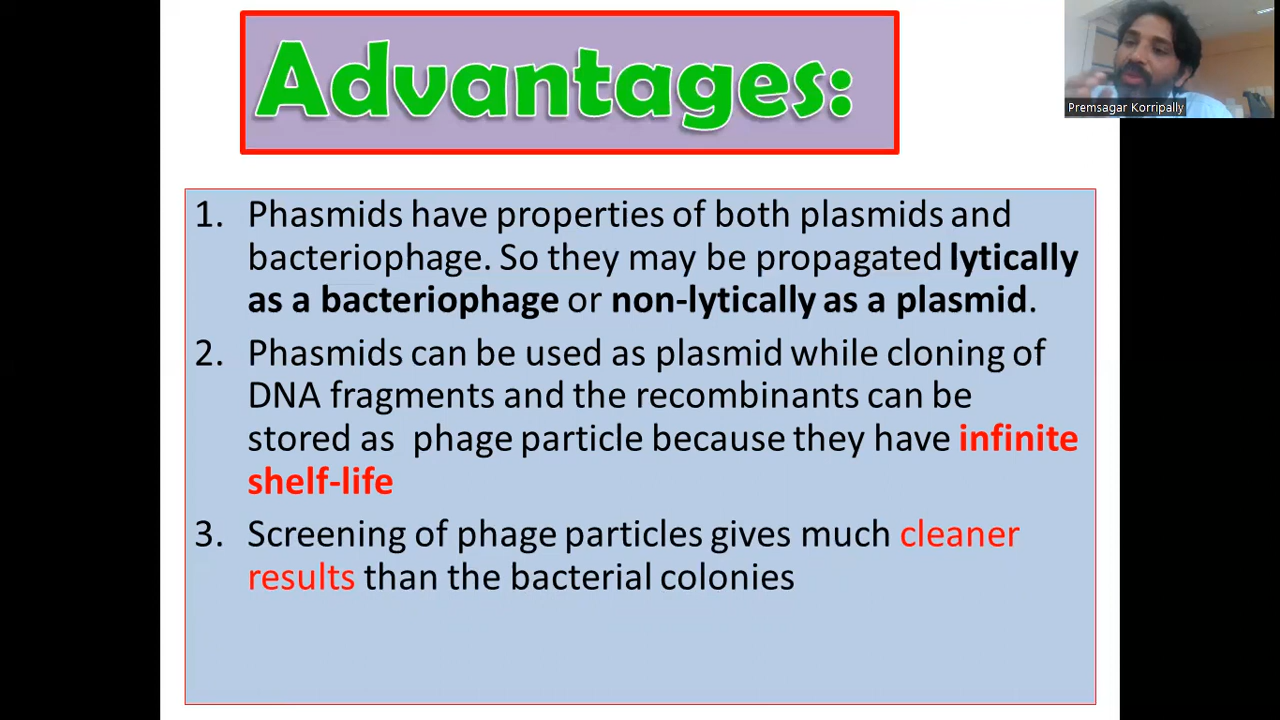 Advantages:
Premsagar Korripally
1. Phasmids have properties of both plasmids and
bacteriophage. So they may be propagated lytically
as a bacteriophage or non-lytically as a plasmid.
2. Phasmids can be used as plasmid while cloning of
DNA fragments and the recombinants can be
stored as phage particle because they have infinite
shelf-life
3. Screening of phage particles gives much cleaner
results than the bacterial colonies